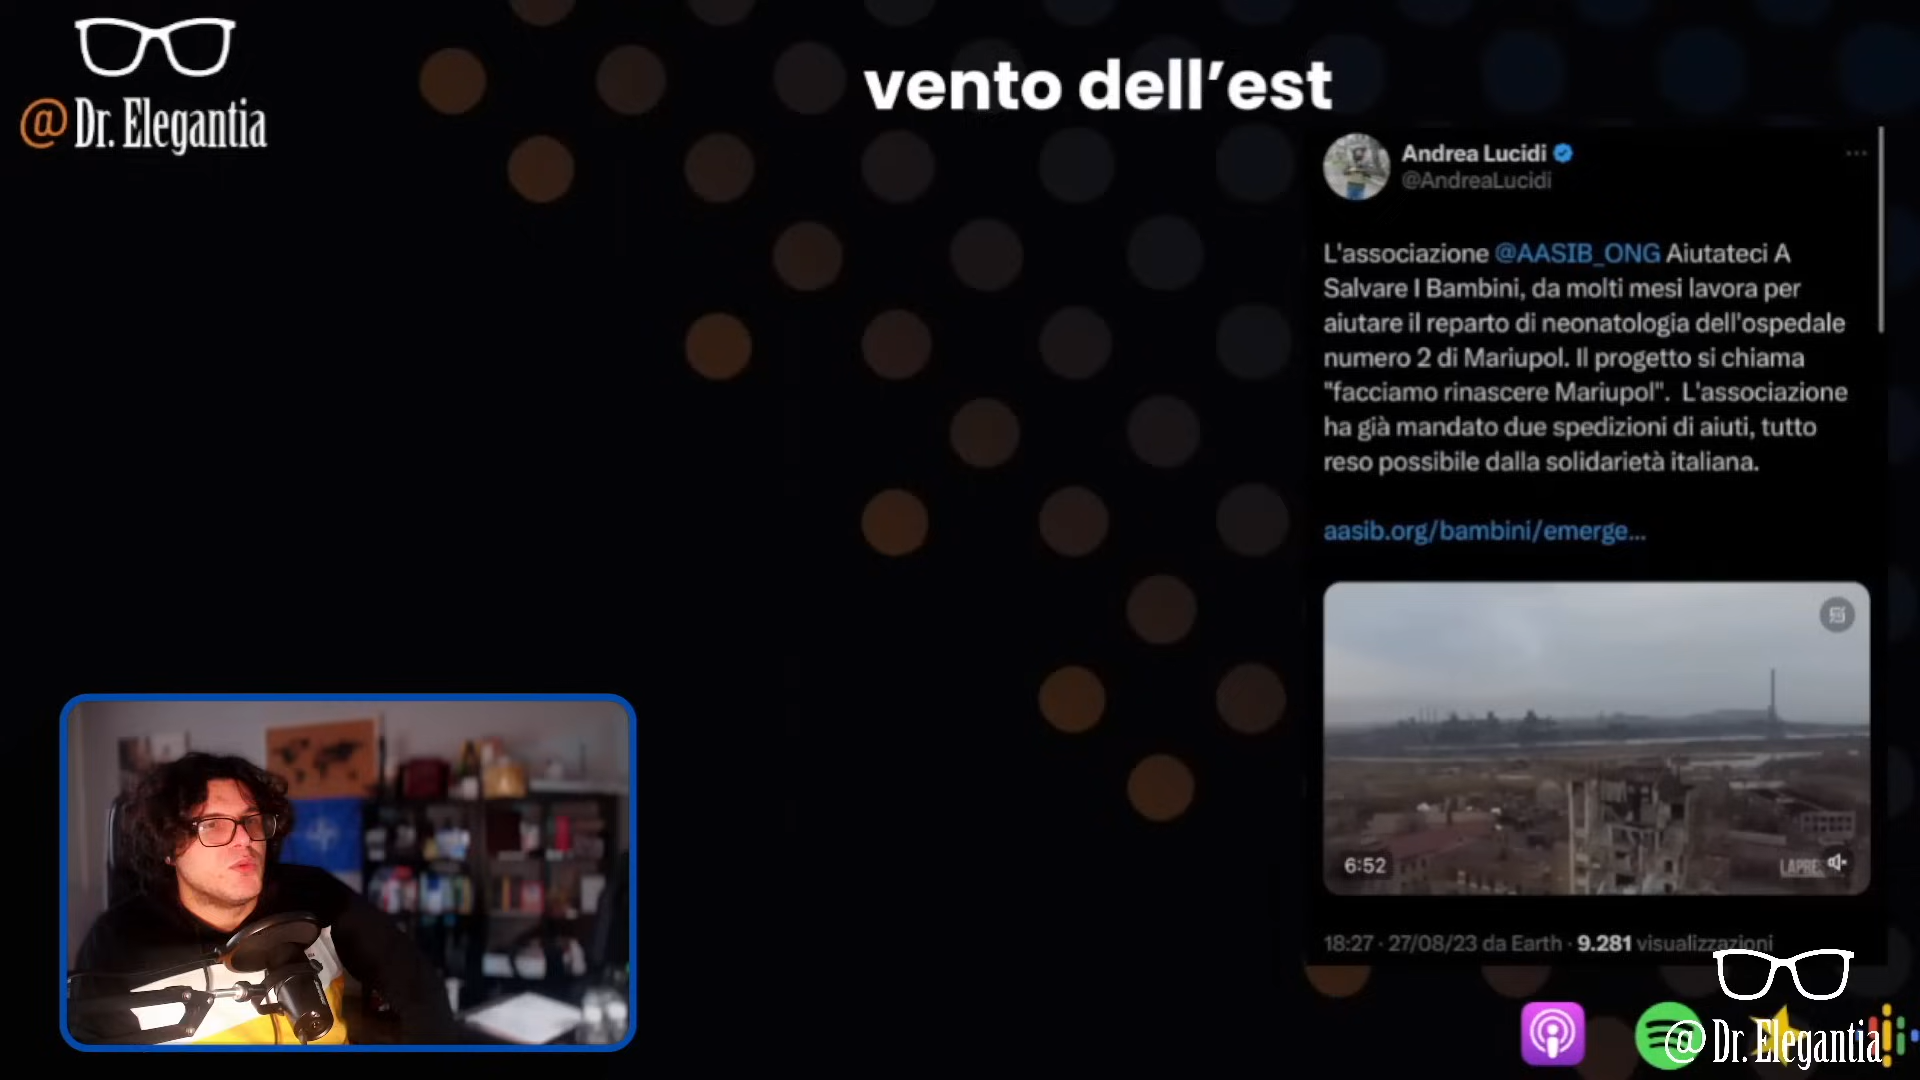 @Dr. Elegantia
vento dell’est
Andrea Lucidi
@AndreaLucidi
L'associazione @AASIB_ONG Aiutateci A
Salvare I Bambini, da molti mesi lavora per
aiutare il reparto di neonatologia dell'ospedale
numero 2 di Mariupol. Il progetto si chiama
"facciamo rinascere Mariupol". L'associazione
ha già mandato due spedizioni di aiuti, tutto
reso possibile dalla solidarietà italiana.
aasib.org/bambini/emerge...
6:52
18:27 · 27/08/23 da Earth · 9.281 visualizzazioni
@Dr. Elegantia